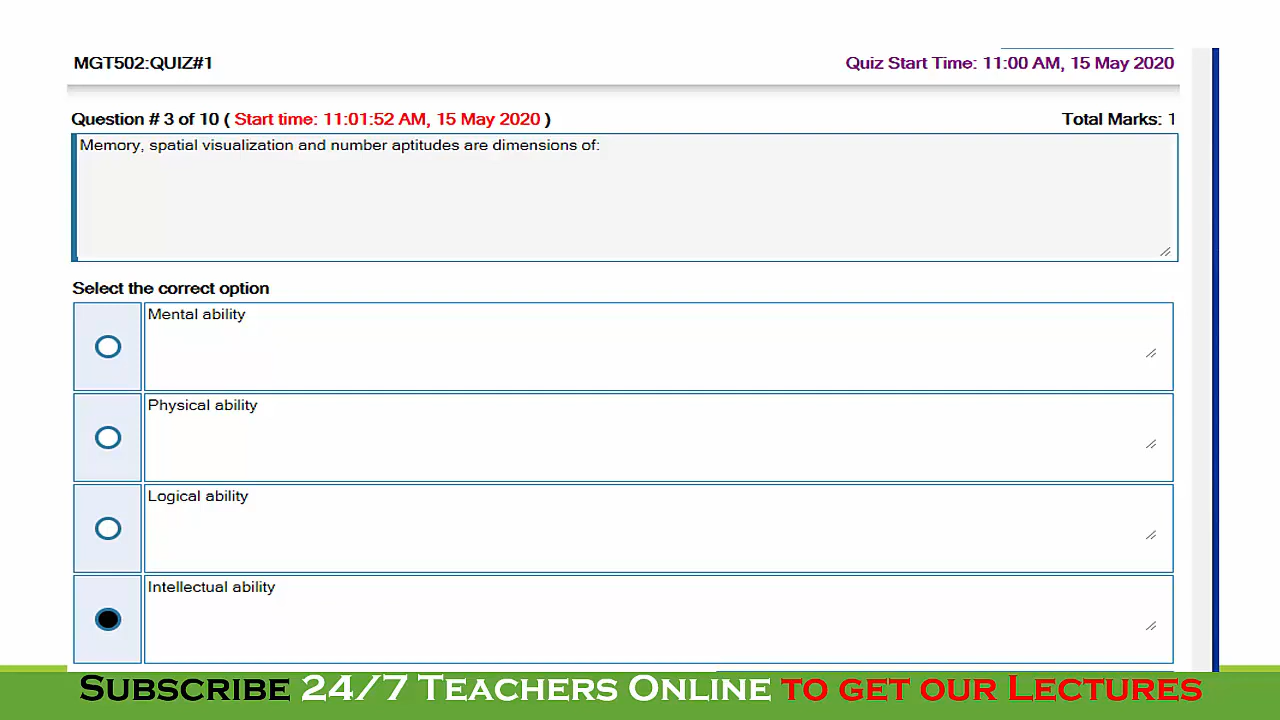 MGT502:QUIZ#1 Quiz Start Time: 11:00 AM, 15 May 2020
Question # 3 of 10 ( Start time: 11:01:52 AM, 15 May 2020 ) Total Marks: 1
Memory, spatial visualization and number aptitudes are dimensions of:
Select the correct option
Mental ability
Physical ability
Logical ability
Intellectual ability
Subscribe 24/7 Teachers Online to get our Lectures